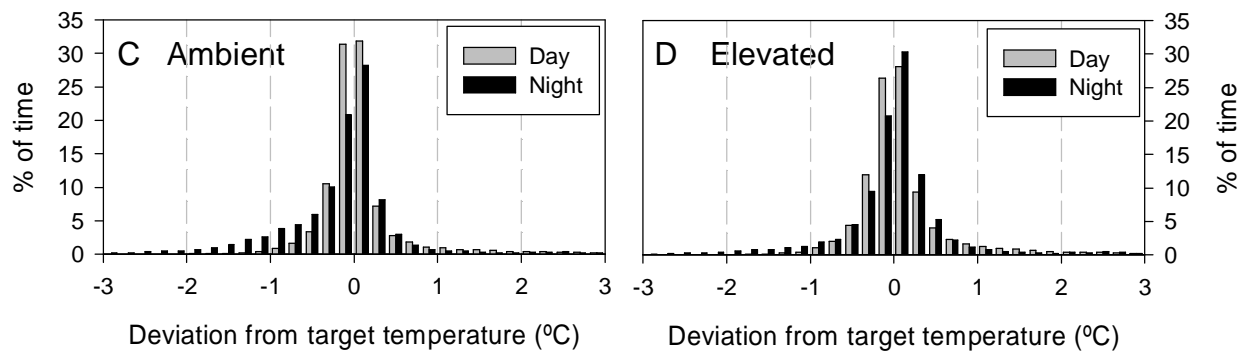 C Ambient
Day
Night
% of time
35
30
25
20
15
10
5
0
-3 -2 -1 0 1 2 3
Deviation from target temperature (ºC)
D Elevated
Day
Night
35
30
25
20
15
10
5
0
% of time
-3 -2 -1 0 1 2 3
Deviation from target temperature (ºC)